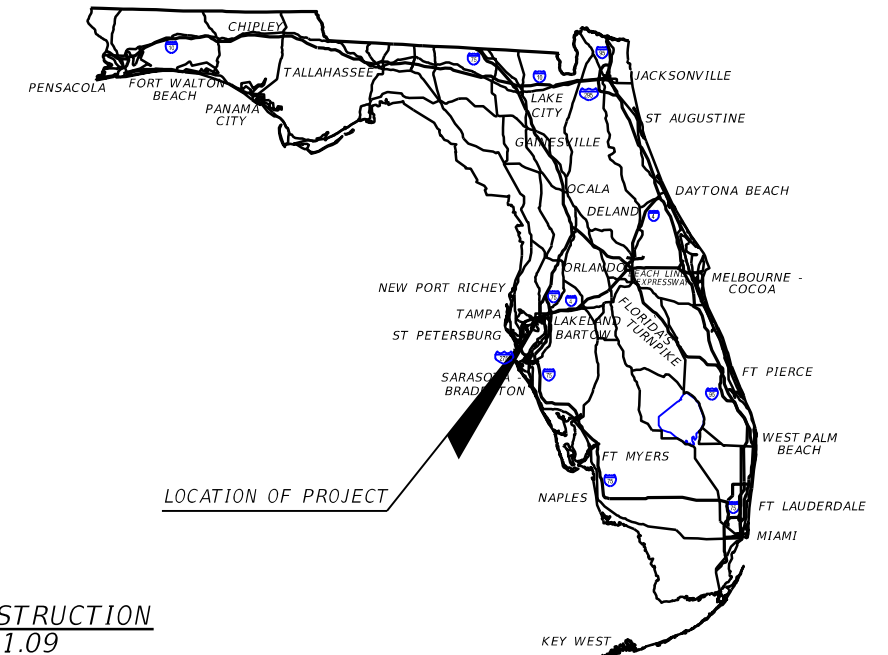 CHIPLEY
TALLAHASSEE
JACKSONVILLE
PENSACOLA
FORT WALTON
BEACH
PANAMA
CITY
LAKE
CITY
ST AUGUSTINE
GAINESVILLE
OCALA
DAYTONA BEACH
DELAND
ORLANDO
BEACH LINE
EXPRESSWAY
MELBOURNE -
COCOA
NEW PORT RICHEY
TAMPA
ST PETERSBURG
LAKELAND
BARTOW
FLORIDA'S
TURNPIKE
SARASOTA -
BRADENTON
FT PIERCE
WEST PALM
BEACH
FT MYERS
LOCATION OF PROJECT
NAPLES
FT LAUDERDALE
MIAMI
STRUCTION
1.09
KEY WEST